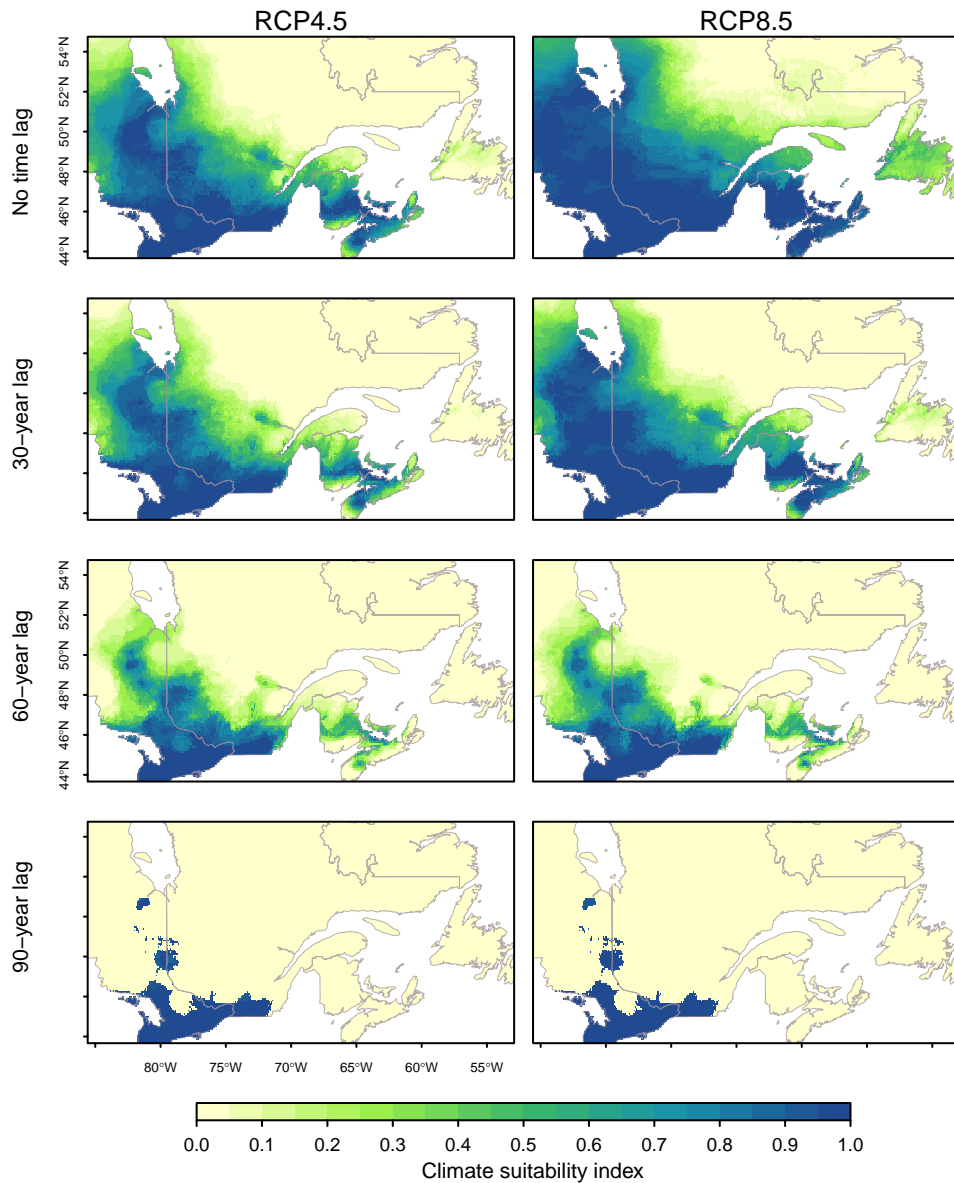 RCP4.5 RCP8.5
No time lag
54°N
52°N
50°N
48°N
46°N
44°N
30−year lag
60−year lag
54°N
52°N
50°N
48°N
46°N
44°N
90−year lag
80°W 75°W 70°W 65°W 60°W 55°W
0.0 0.1 0.2 0.3 0.4 0.5 0.6 0.7 0.8 0.9 1.0
Climate suitability index